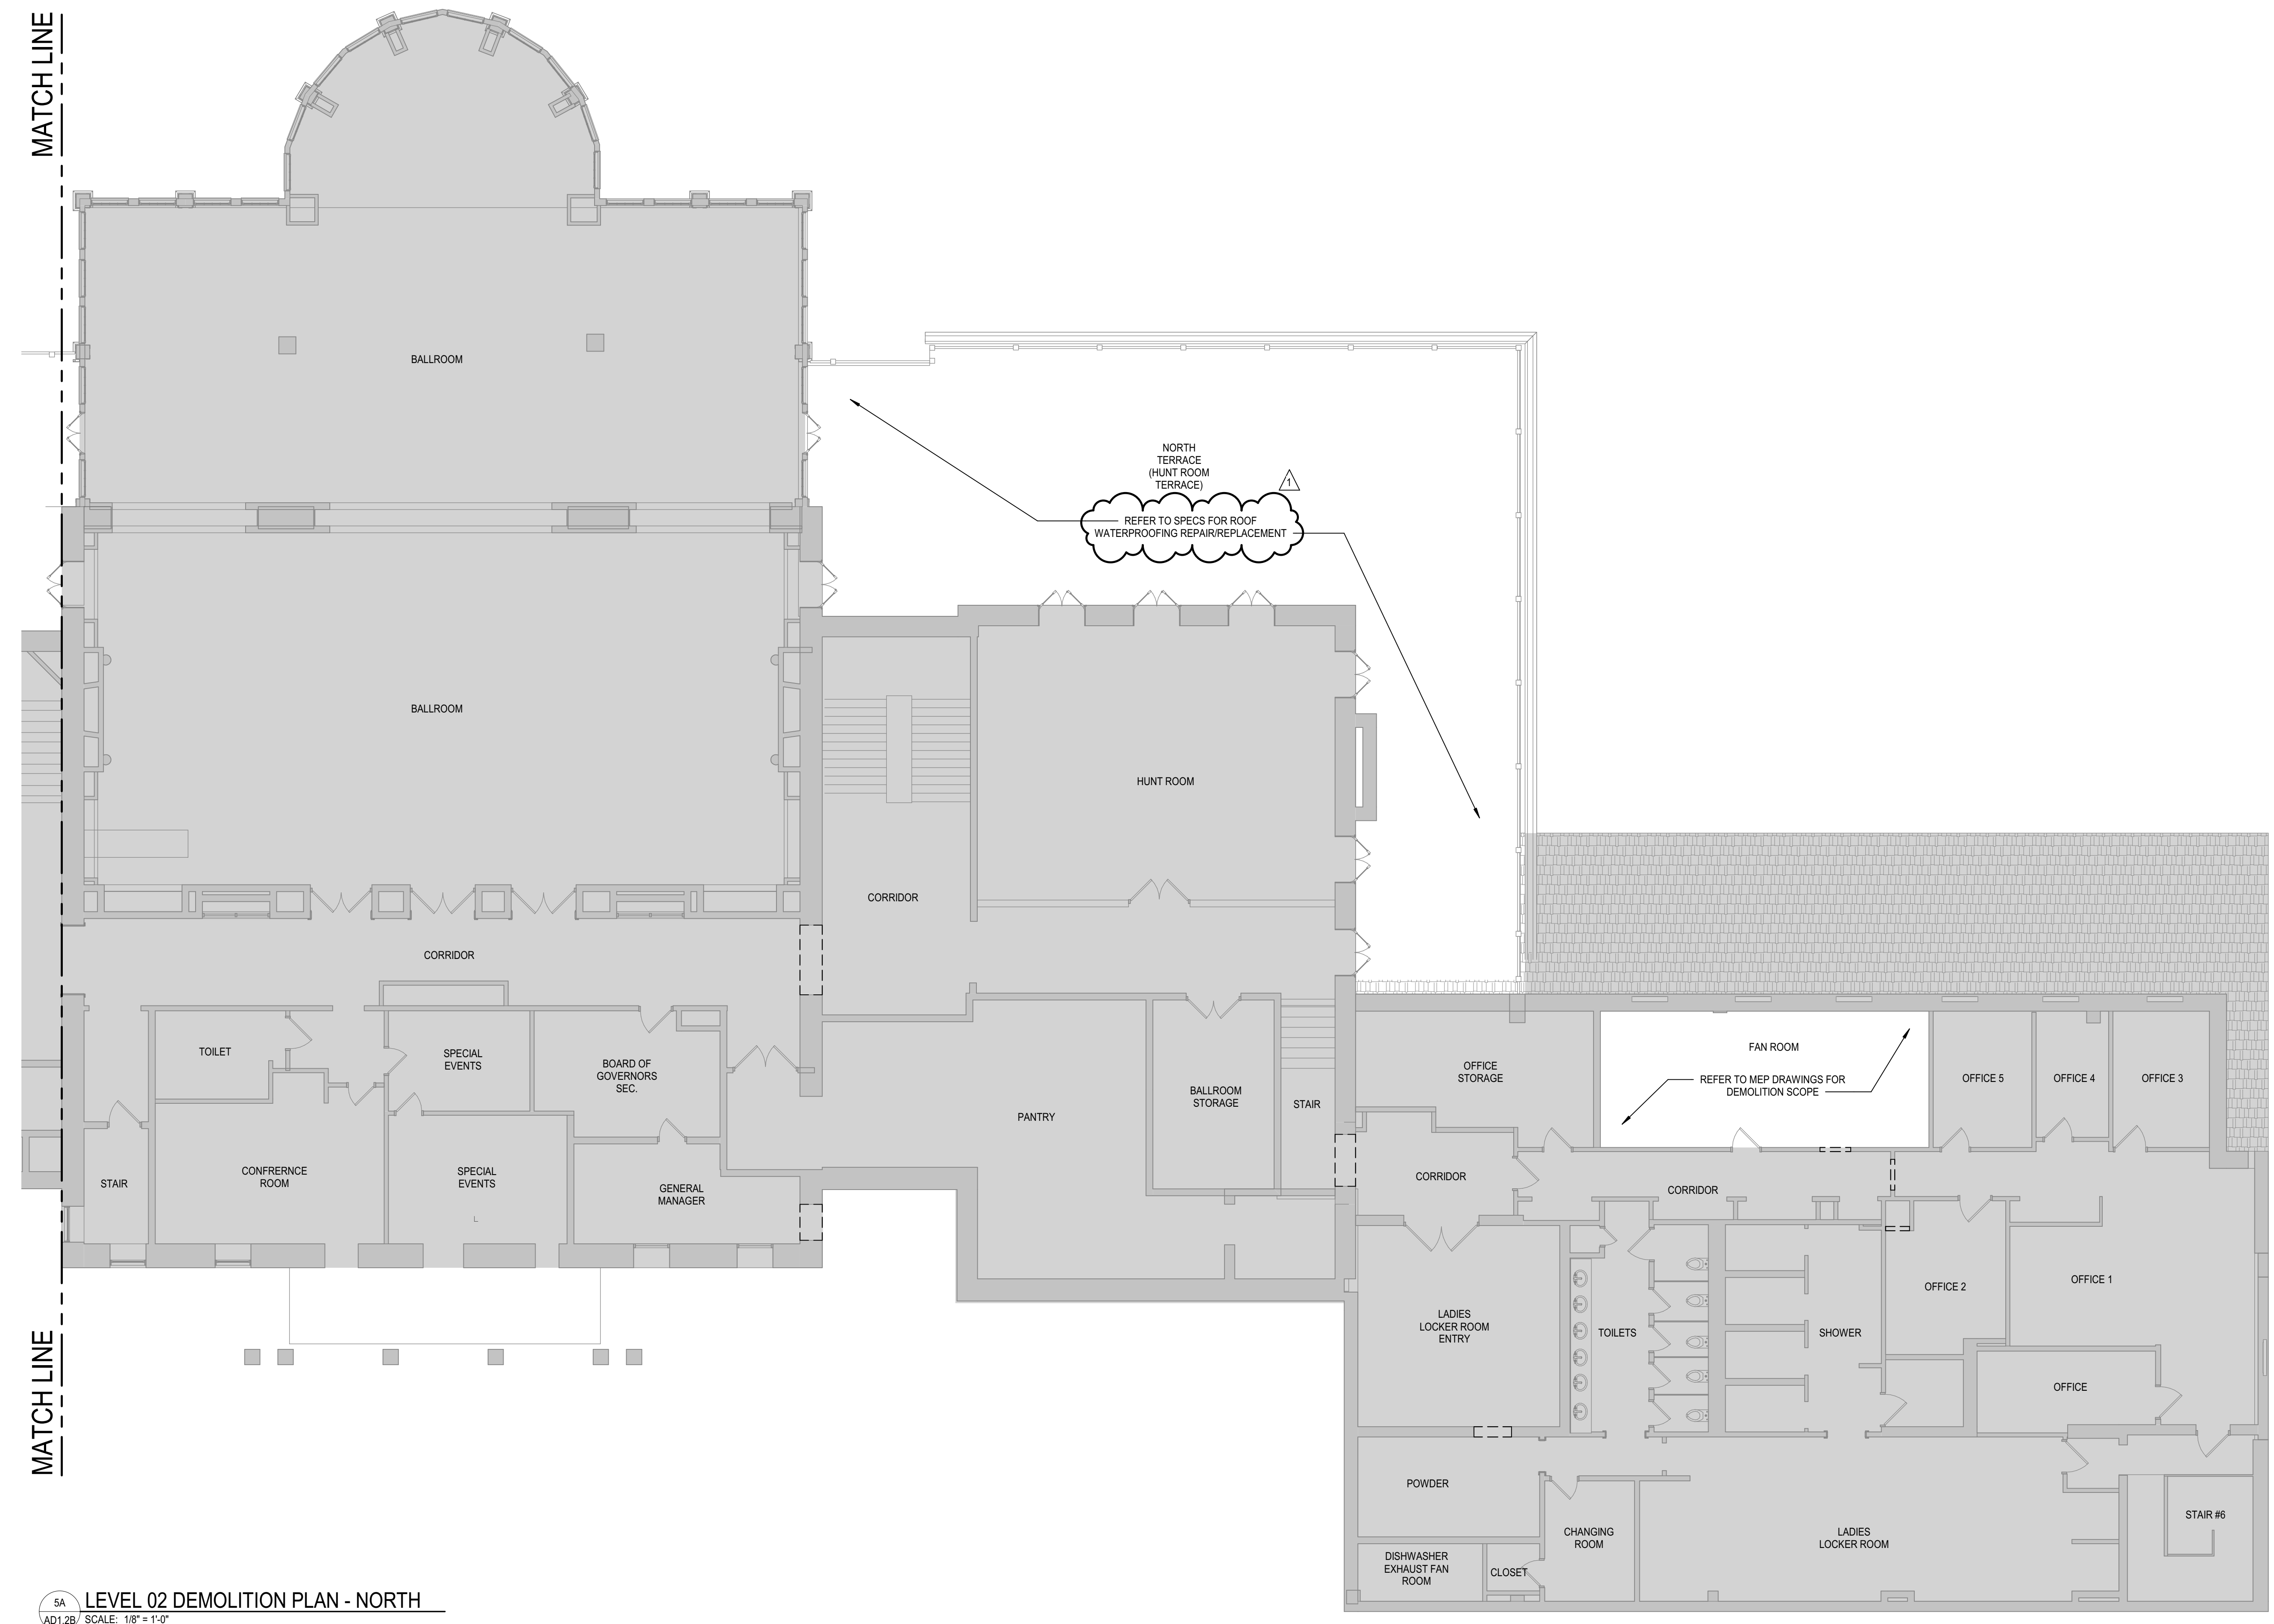 MATCH LINE
BALLROOM
NORTH
TERRACE
(HUNT ROOM
TERRACE)
1
REFER TO SPECS FOR ROOF
WATERPROOFING REPAIR/REPLACEMENT
BALLROOM
HUNT ROOM
CORRIDOR
CORRIDOR
TOILET
SPECIAL
EVENTS
BOARD OF
GOVERNORS
SEC.
PANTRY
BALLROOM
STORAGE
STAIR
OFFICE
STORAGE
FAN ROOM
REFER TO MEP DRAWINGS FOR
DEMOLITION SCOPE
OFFICE 5
OFFICE 4
OFFICE 3
STAIR
CONFRERNCE
ROOM
SPECIAL
EVENTS
GENERAL
MANAGER
CORRIDOR
CORRIDOR
OFFICE 2
OFFICE 1
LADIES
LOCKER ROOM
ENTRY
TOILETS
SHOWER
OFFICE
MATCH LINE
POWDER
CHANGING
ROOM
LADIES
LOCKER ROOM
STAIR #6
DISHWASHER
EXHAUST FAN
ROOM
CLOSET
5A
AD1.2B
LEVEL 02 DEMOLITION PLAN - NORTH
SCALE: 1/8" = 1'-0"